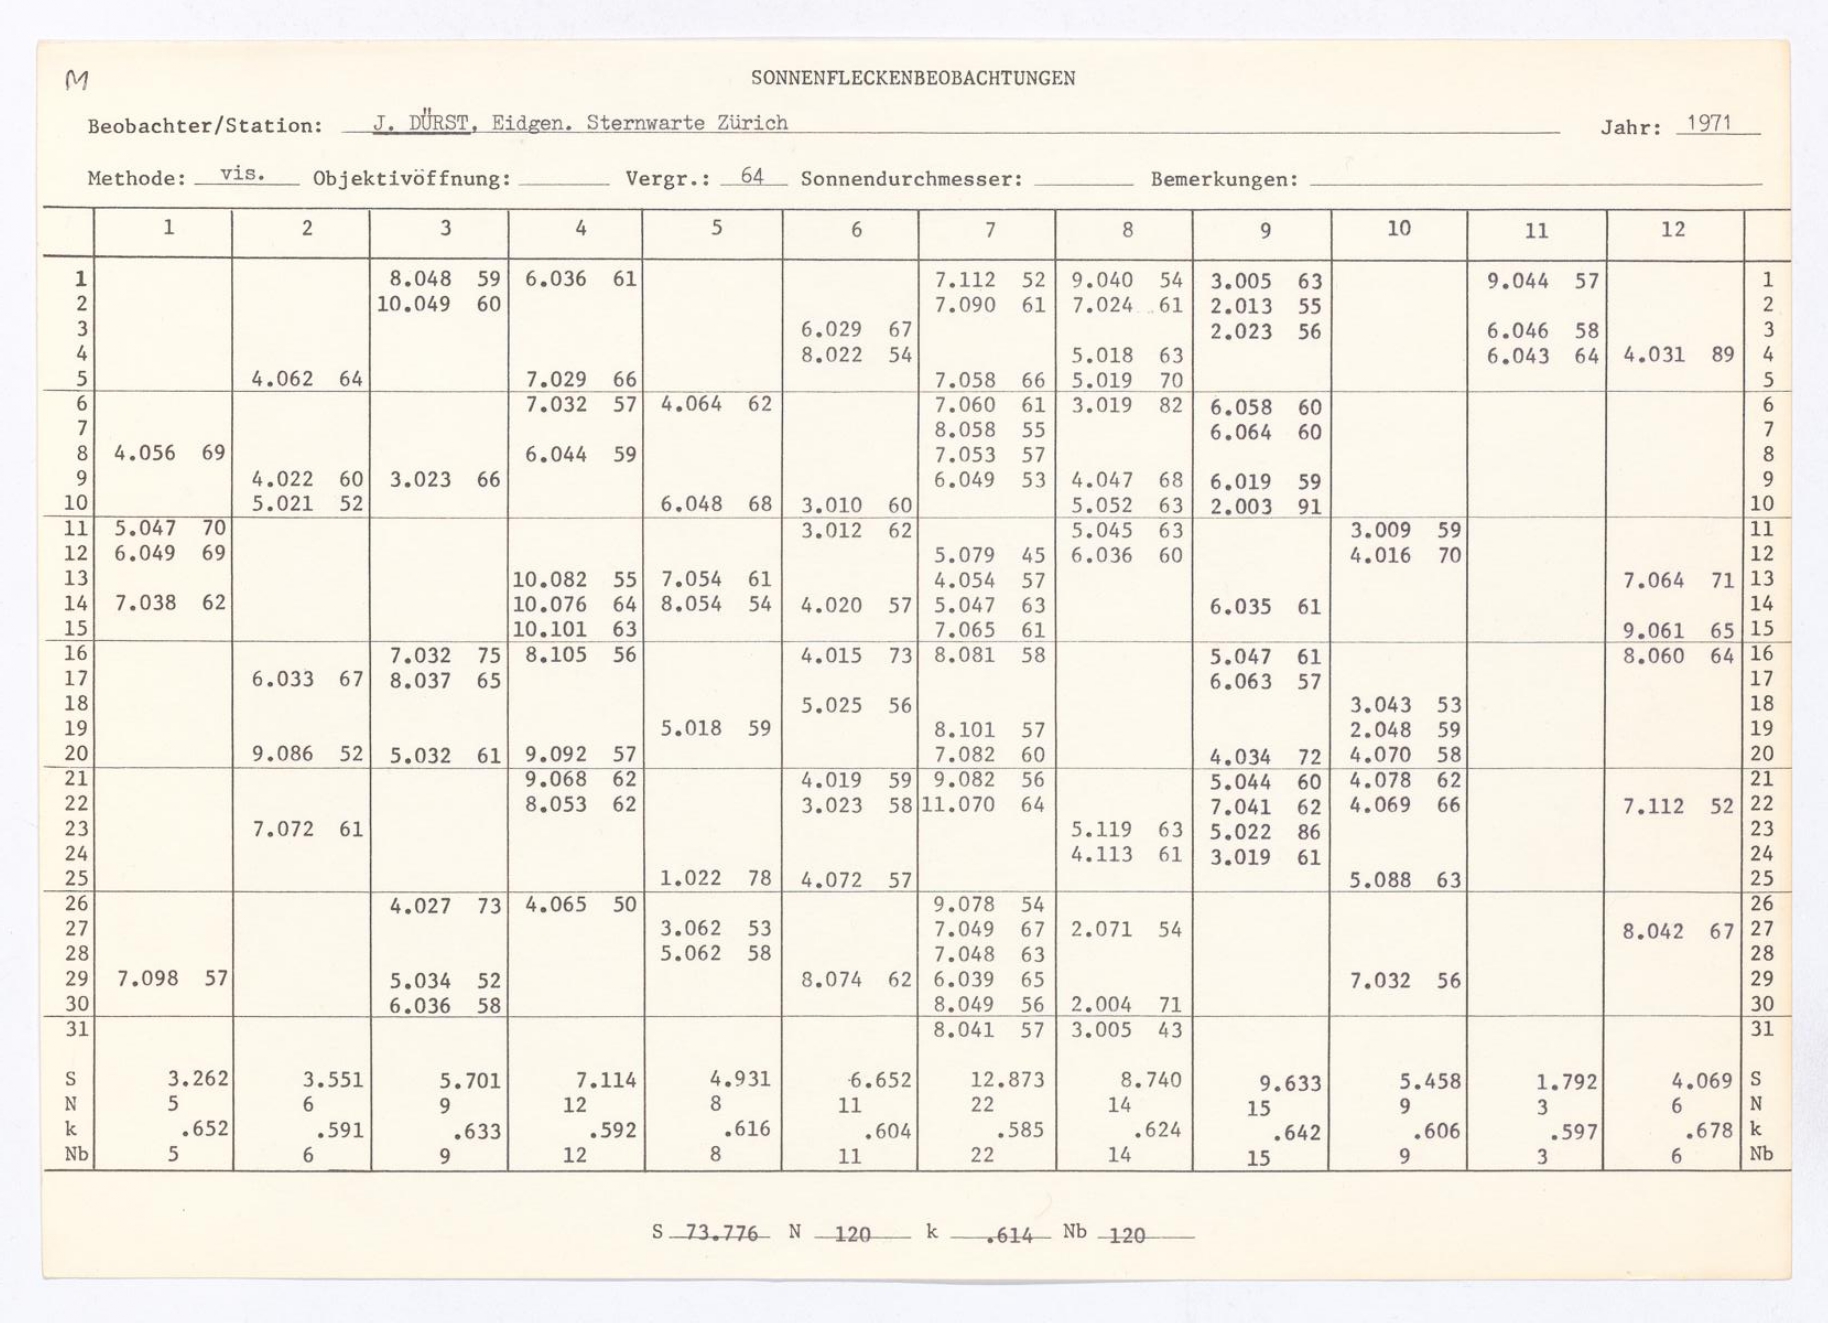 M
SONNENFLECKENBEOBACHTUNGEN
Beobachter/Station: J. DÜRST, Eidgen. Sternwarte Zürich Jahr: 1971
Methode: vis. Objektivöffnung: Vergr.: 64 Sonnendurchmesser: Bemerkungen:
1 2 3 4 5 6 7 8 9 10 11 12
1 8.048 59 6.036 61 7.112 52 9.040 54 3.005 63 9.044 57 1
2 10.049 60 7.090 61 7.024 61 2.013 55 2
3 6.029 67 2.023 56 6.046 58 3
4 8.022 54 5.018 63 6.043 64 4.031 89 4
5 4.062 64 7.029 66 7.058 66 5.019 70 5
6 7.032 57 4.064 62 7.060 61 3.019 82 6.058 60 6
7 8.058 55 6.064 60 7
8 4.056 69 6.044 59 7.053 57 8
9 4.022 60 3.023 66 6.049 53 4.047 68 6.019 59 9
10 5.021 52 6.048 68 3.010 60 5.052 63 2.003 91 10
11 5.047 70 3.012 62 5.045 63 3.009 59 11
12 6.049 69 5.079 45 6.036 60 4.016 70 12
13 10.082 55 7.054 61 4.054 57 7.064 71 13
14 7.038 62 10.076 64 8.054 54 4.020 57 5.047 63 6.035 61 14
15 10.101 63 7.065 61 9.061 65 15
16 7.032 75 8.105 56 4.015 73 8.081 58 5.047 61 8.060 64 16
17 6.033 67 8.037 65 6.063 57 17
18 5.025 56 3.043 53 18
19 5.018 59 8.101 57 2.048 59 19
20 9.086 52 5.032 61 9.092 57 7.082 60 4.034 72 4.070 58 20
21 9.068 62 4.019 59 9.082 56 5.044 60 4.078 62 21
22 8.053 62 3.023 58 11.070 64 7.041 62 4.069 66 7.112 52 22
23 7.072 61 5.119 63 5.022 86 23
24 4.113 61 3.019 61 24
25 1.022 78 4.072 57 5.088 63 25
26 4.027 73 4.065 50 9.078 54 26
27 3.062 53 7.049 67 2.071 54 8.042 67 27
28 5.062 58 7.048 63 28
29 7.098 57 5.034 52 8.074 62 6.039 65 7.032 56 29
30 6.036 58 8.049 56 2.004 71 30
31 8.041 57 3.005 43 31
S 3.262 3.551 5.701 7.114 4.931 6.652 12.873 8.740 9.633 5.458 1.792 4.069 S
N 5 6 9 12 8 11 22 14 15 9 3 6 N
k .652 .591 .633 .592 .616 .604 .585 .624 .642 .606 .597 .678 k
Nb 5 6 9 12 8 11 22 14 15 9 3 6 Nb
S 73.776 N 120 k .614 Nb 120